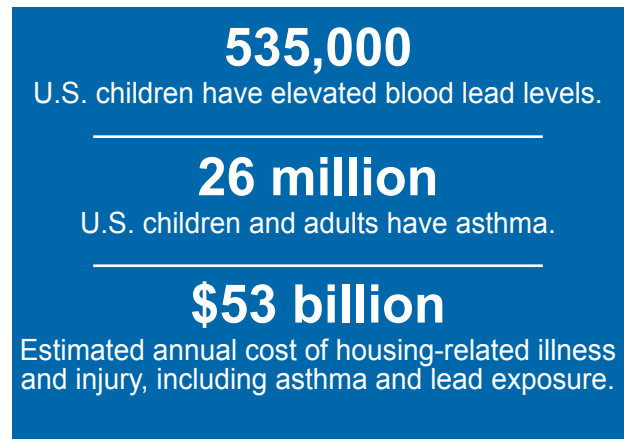 535,000
U.S. children have elevated blood lead levels.
26 million
U.S. children and adults have asthma.
$53 billion
Estimated annual cost of housing-related illness
and injury, including asthma and lead exposure.